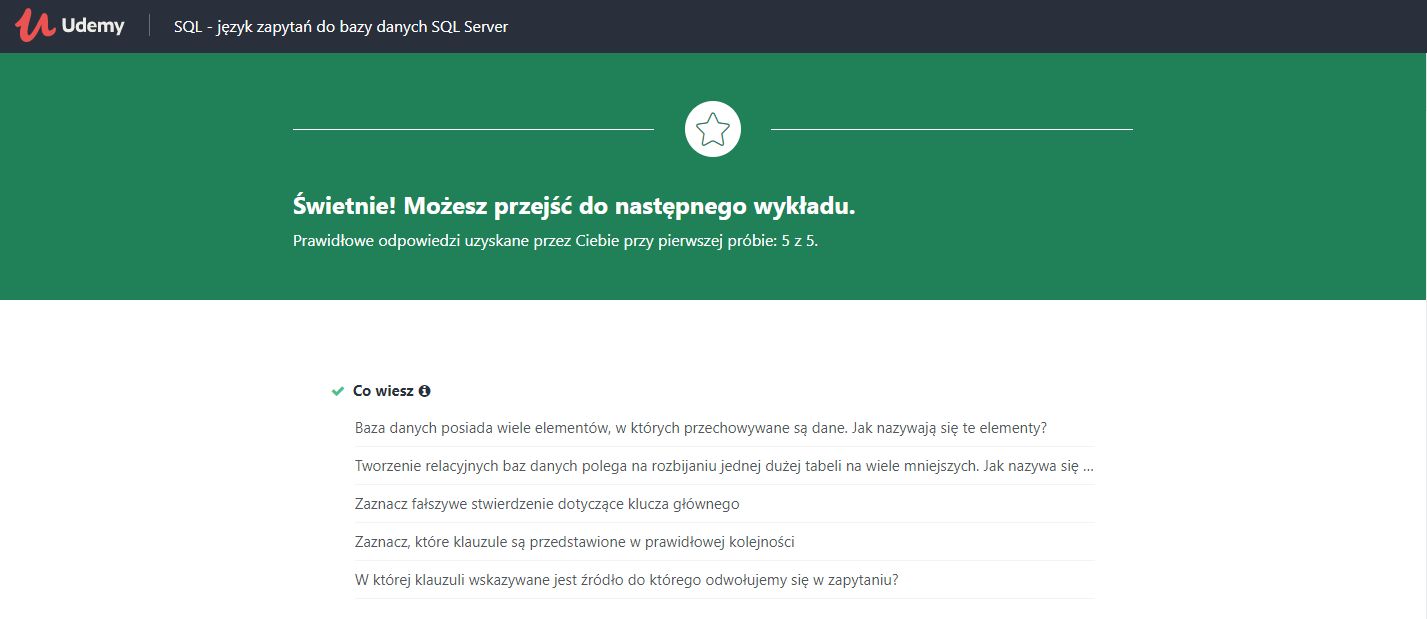 Udemy
SQL - język zapytań do bazy danych SQL Server
Świetnie! Możesz przejść do następnego wykładu.
Prawidłowe odpowiedzi uzyskane przez Ciebie przy pierwszej próbie: 5 z 5.
Co wiesz
Baza danych posiada wiele elementów, w których przechowywane są dane. Jak nazywają się te elementy?
Tworzenie relacyjnych baz danych polega na rozbijaniu jednej dużej tabeli na wiele mniejszych. Jak nazywa się ...
Zaznacz fałszywe stwierdzenie dotyczące klucza głównego
Zaznacz, które klauzule są przedstawione w prawidłowej kolejności
W której klauzuli wskazywane jest źródło do którego odwołujemy się w zapytaniu?